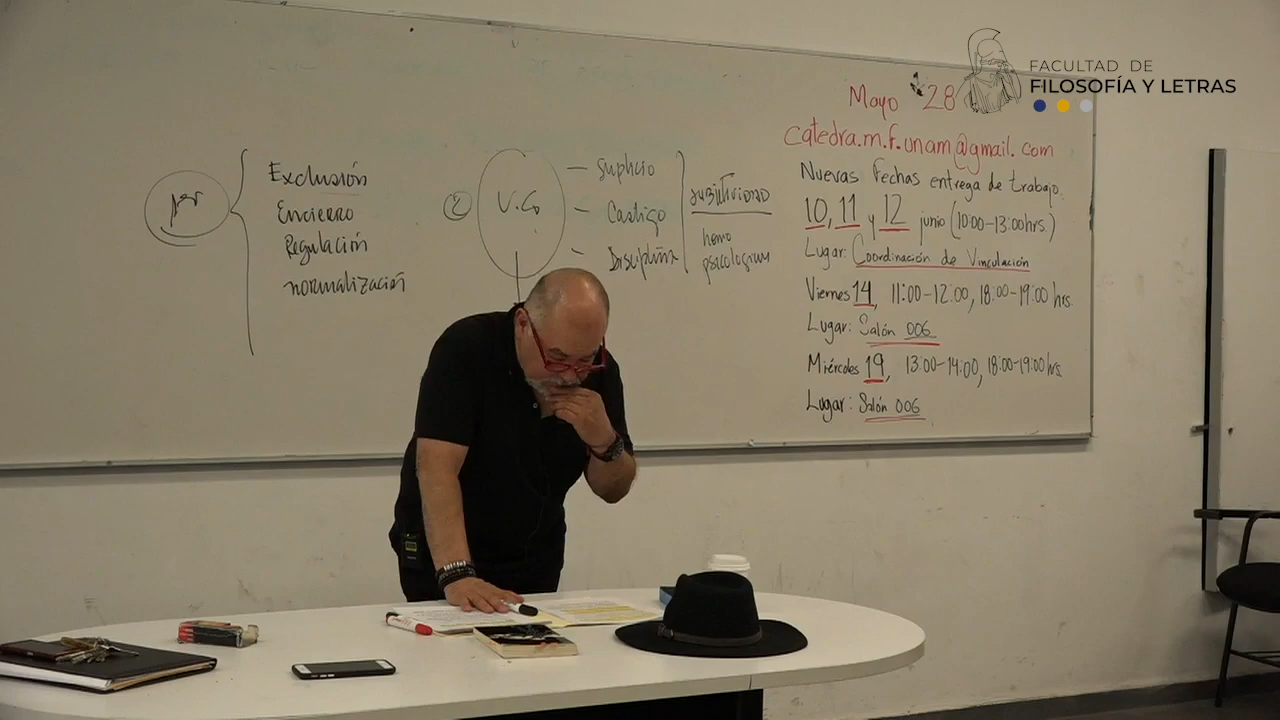 FACULTAD DE
FILOSOFÍA Y LETRAS
Exclusión
Encierro
Regulación
normalización
2
V.C.
— Suplicio
— Castigo
— Disciplina
subjetividad
homo
psicologicum
Mayo 28
catedra.m.f.unam@gmail.com
Nuevas Fechas entrega de trabajo.
10, 11 y 12 junio (10:00-13:00hrs.)
Lugar: Coordinación de Vinculación
Viernes 14, 11:00-12:00, 18:00-19:00 hrs.
Lugar: Salón 006
Miércoles 19, 13:00-14:00, 18:00-19:00 hrs.
Lugar: Salón 006